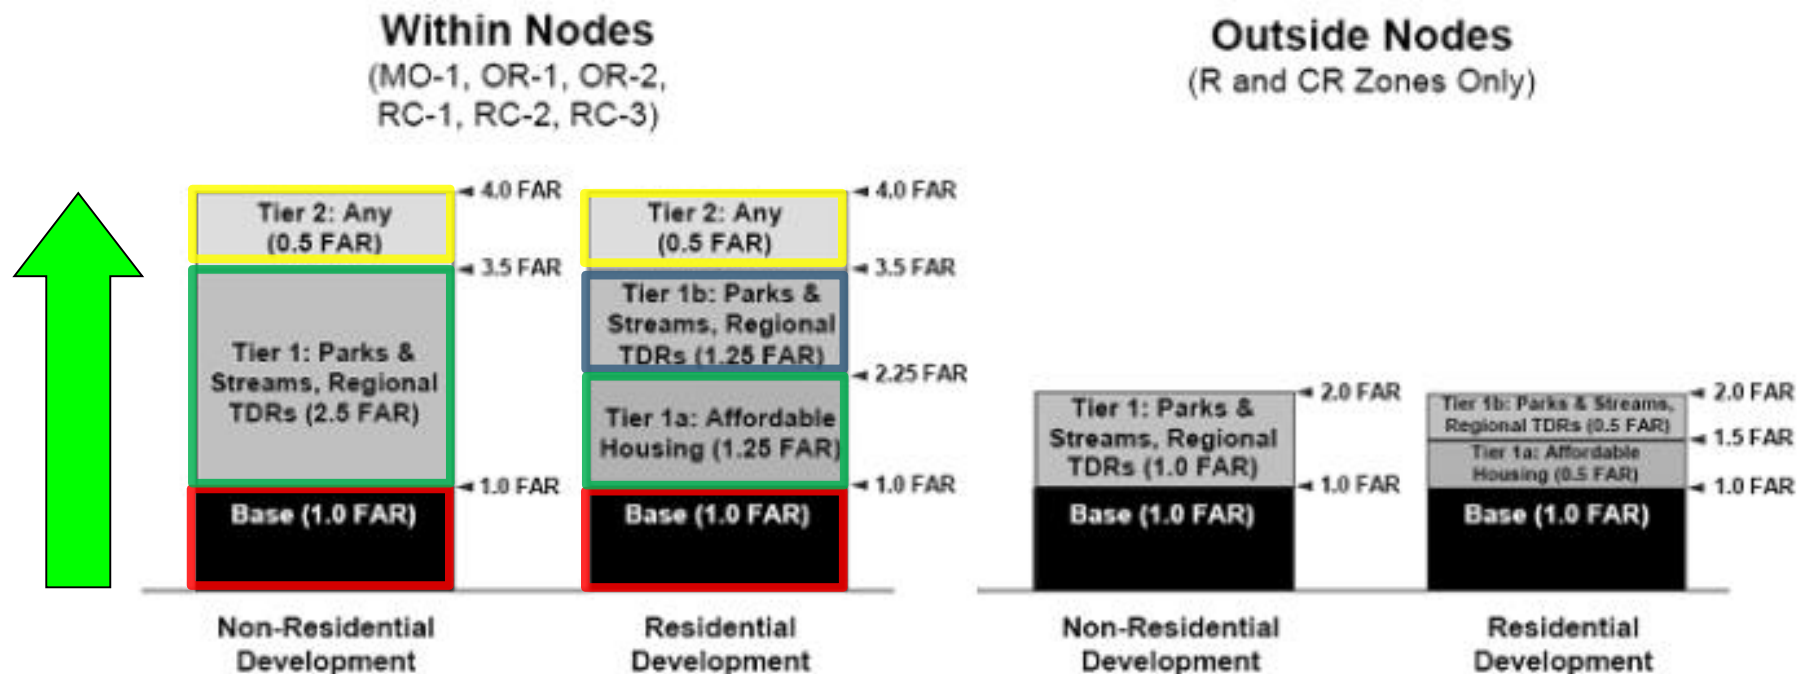 Within Nodes
(MO-1, OR-1, OR-2,
RC-1, RC-2, RC-3)
4.0 FAR
Tier 2: Any
(0.5 FAR)
3.5 FAR
Tier 1: Parks &
Streams, Regional
TDRs (2.5 FAR)
1.0 FAR
Base (1.0 FAR)
Non-Residential
Development
4.0 FAR
Tier 2: Any
(0.5 FAR)
3.5 FAR
Tier 1b: Parks &
Streams, Regional
TDRs (1.25 FAR)
2.25 FAR
Tier 1a: Affordable
Housing (1.25 FAR)
1.0 FAR
Base (1.0 FAR)
Residential
Development
Outside Nodes
(R and CR Zones Only)
2.0 FAR
Tier 1: Parks &
Streams, Regional
TDRs (1.0 FAR)
1.0 FAR
Base (1.0 FAR)
Non-Residential
Development
2.0 FAR
Tier 1b: Parks & Streams,
Regional TDRs (0.5 FAR)
1.5 FAR
Tier 1a: Affordable
Housing (0.5 FAR)
1.0 FAR
Base (1.0 FAR)
Residential
Development